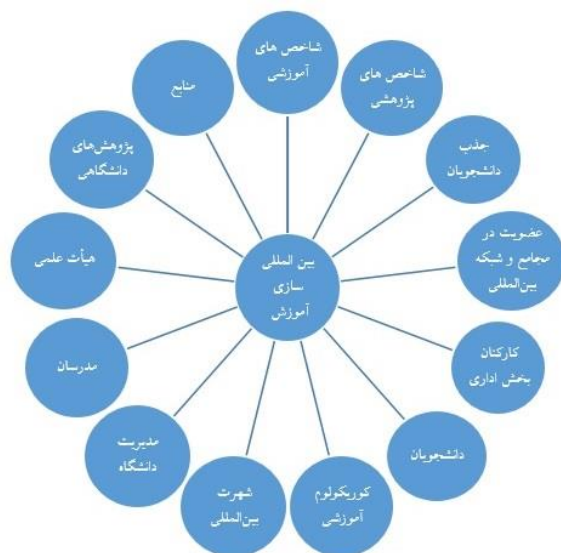 شاخص های
آموزشی
شاخص های
پژوهشی
جذب
دانشجویان
عضویت در
مجامع و شبکه
بین‌المللی
کارکنان
بخش اداری
دانشجویان
کوریکولوم
آموزشی
شهرت
بین‌المللی
مدیریت
دانشگاه
مدرسان
هیأت علمی
پژوهش‌های
دانشگاهی
منابع
بین المللی
سازی
آموزش